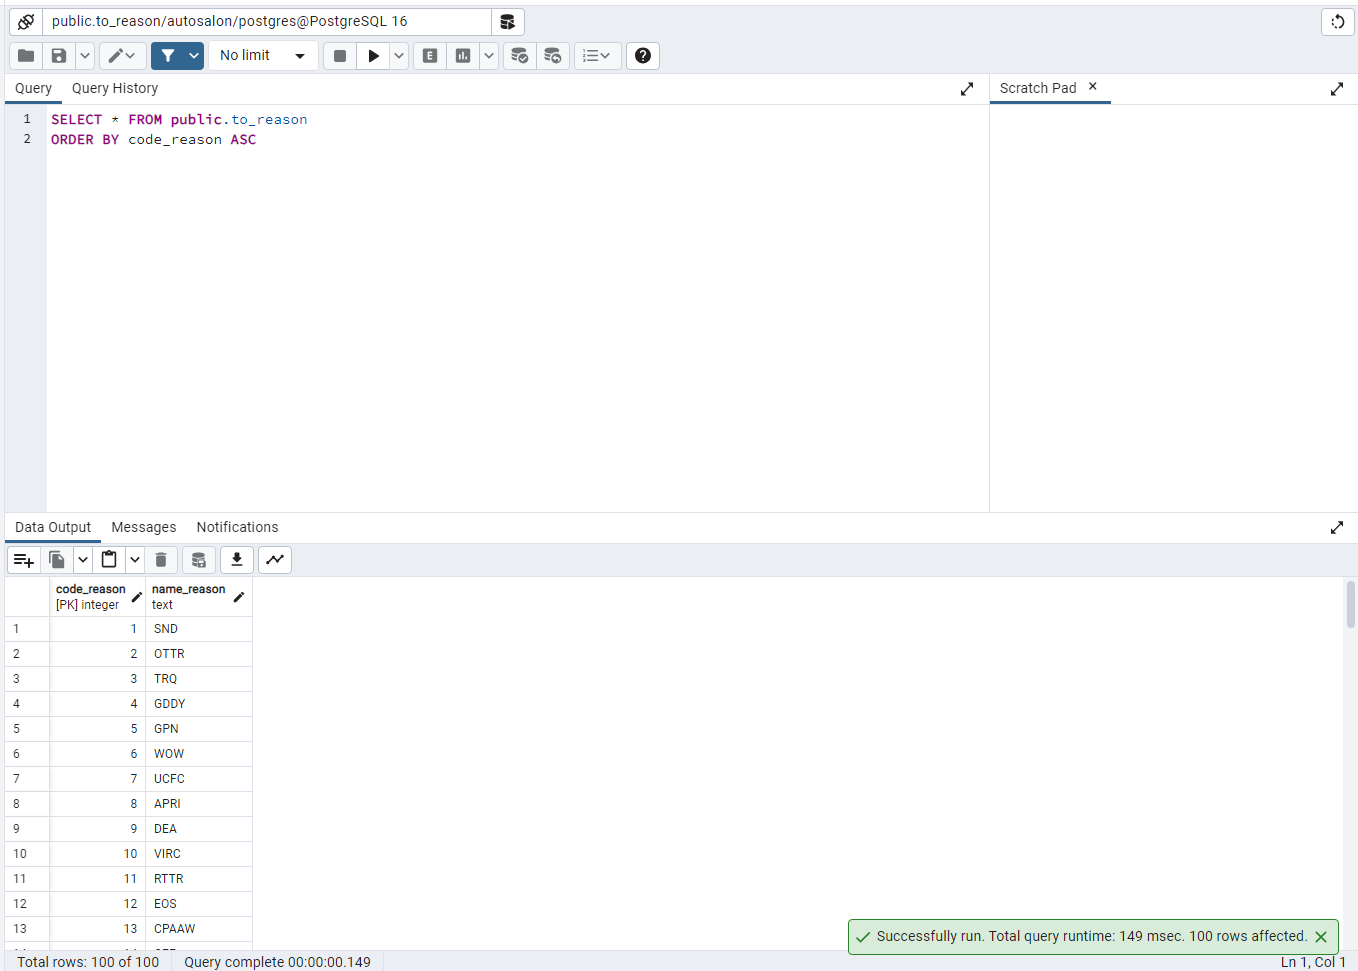 public.to_reason/autosalon/postgres@PostgreSQL 16
No limit
E
Query Query History
Scratch Pad
1 SELECT * FROM public.to_reason
2 ORDER BY code_reason ASC
Data Output Messages Notifications
code_reason name_reason
[PK] integer text
1 1 SND
2 2 OTTR
3 3 TRQ
4 4 GDDY
5 5 GPN
6 6 WOW
7 7 UCFC
8 8 APRI
9 9 DEA
10 10 VIRC
11 11 RTTR
12 12 EOS
13 13 CPAAW
Successfully run. Total query runtime: 149 msec. 100 rows affected.
Total rows: 100 of 100 Query complete 00:00:00.149 Ln 1, Col 1